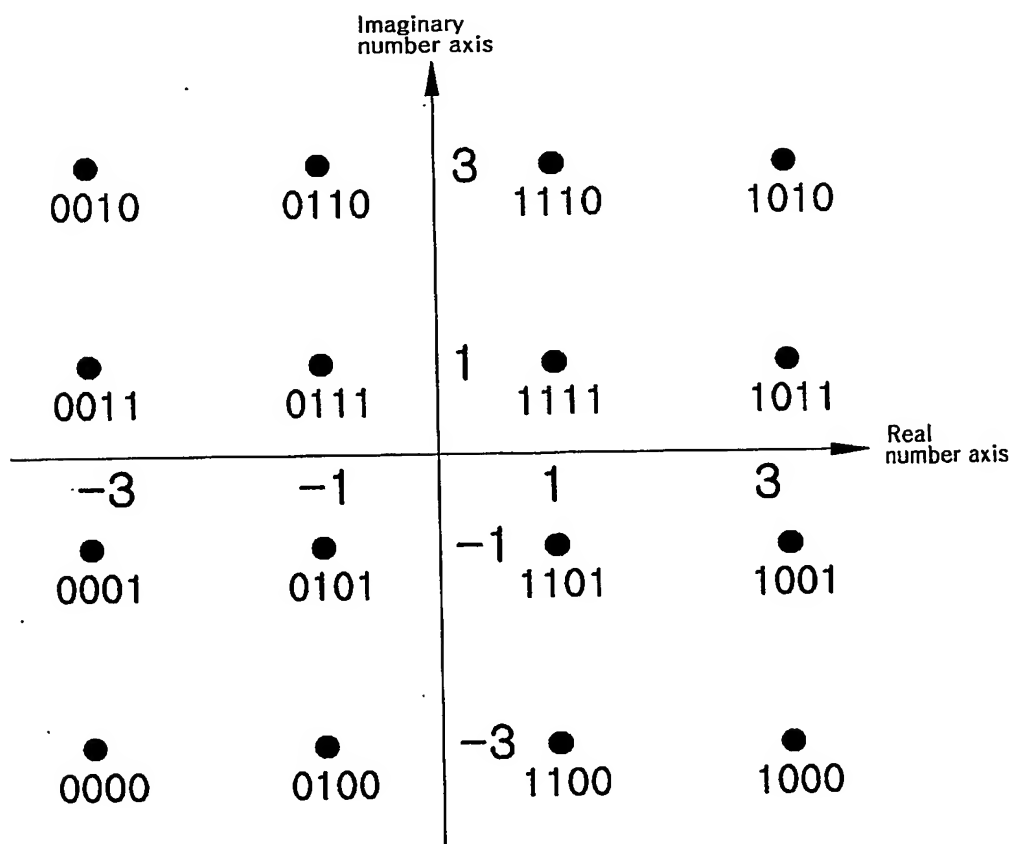 Imaginary
number axis
3
0010 0110 1110 1010
1
0011 0111 1111 1011
Real
number axis
-3 -1 1 3
-1
0001 0101 1101 1001
-3
0000 0100 1100 1000